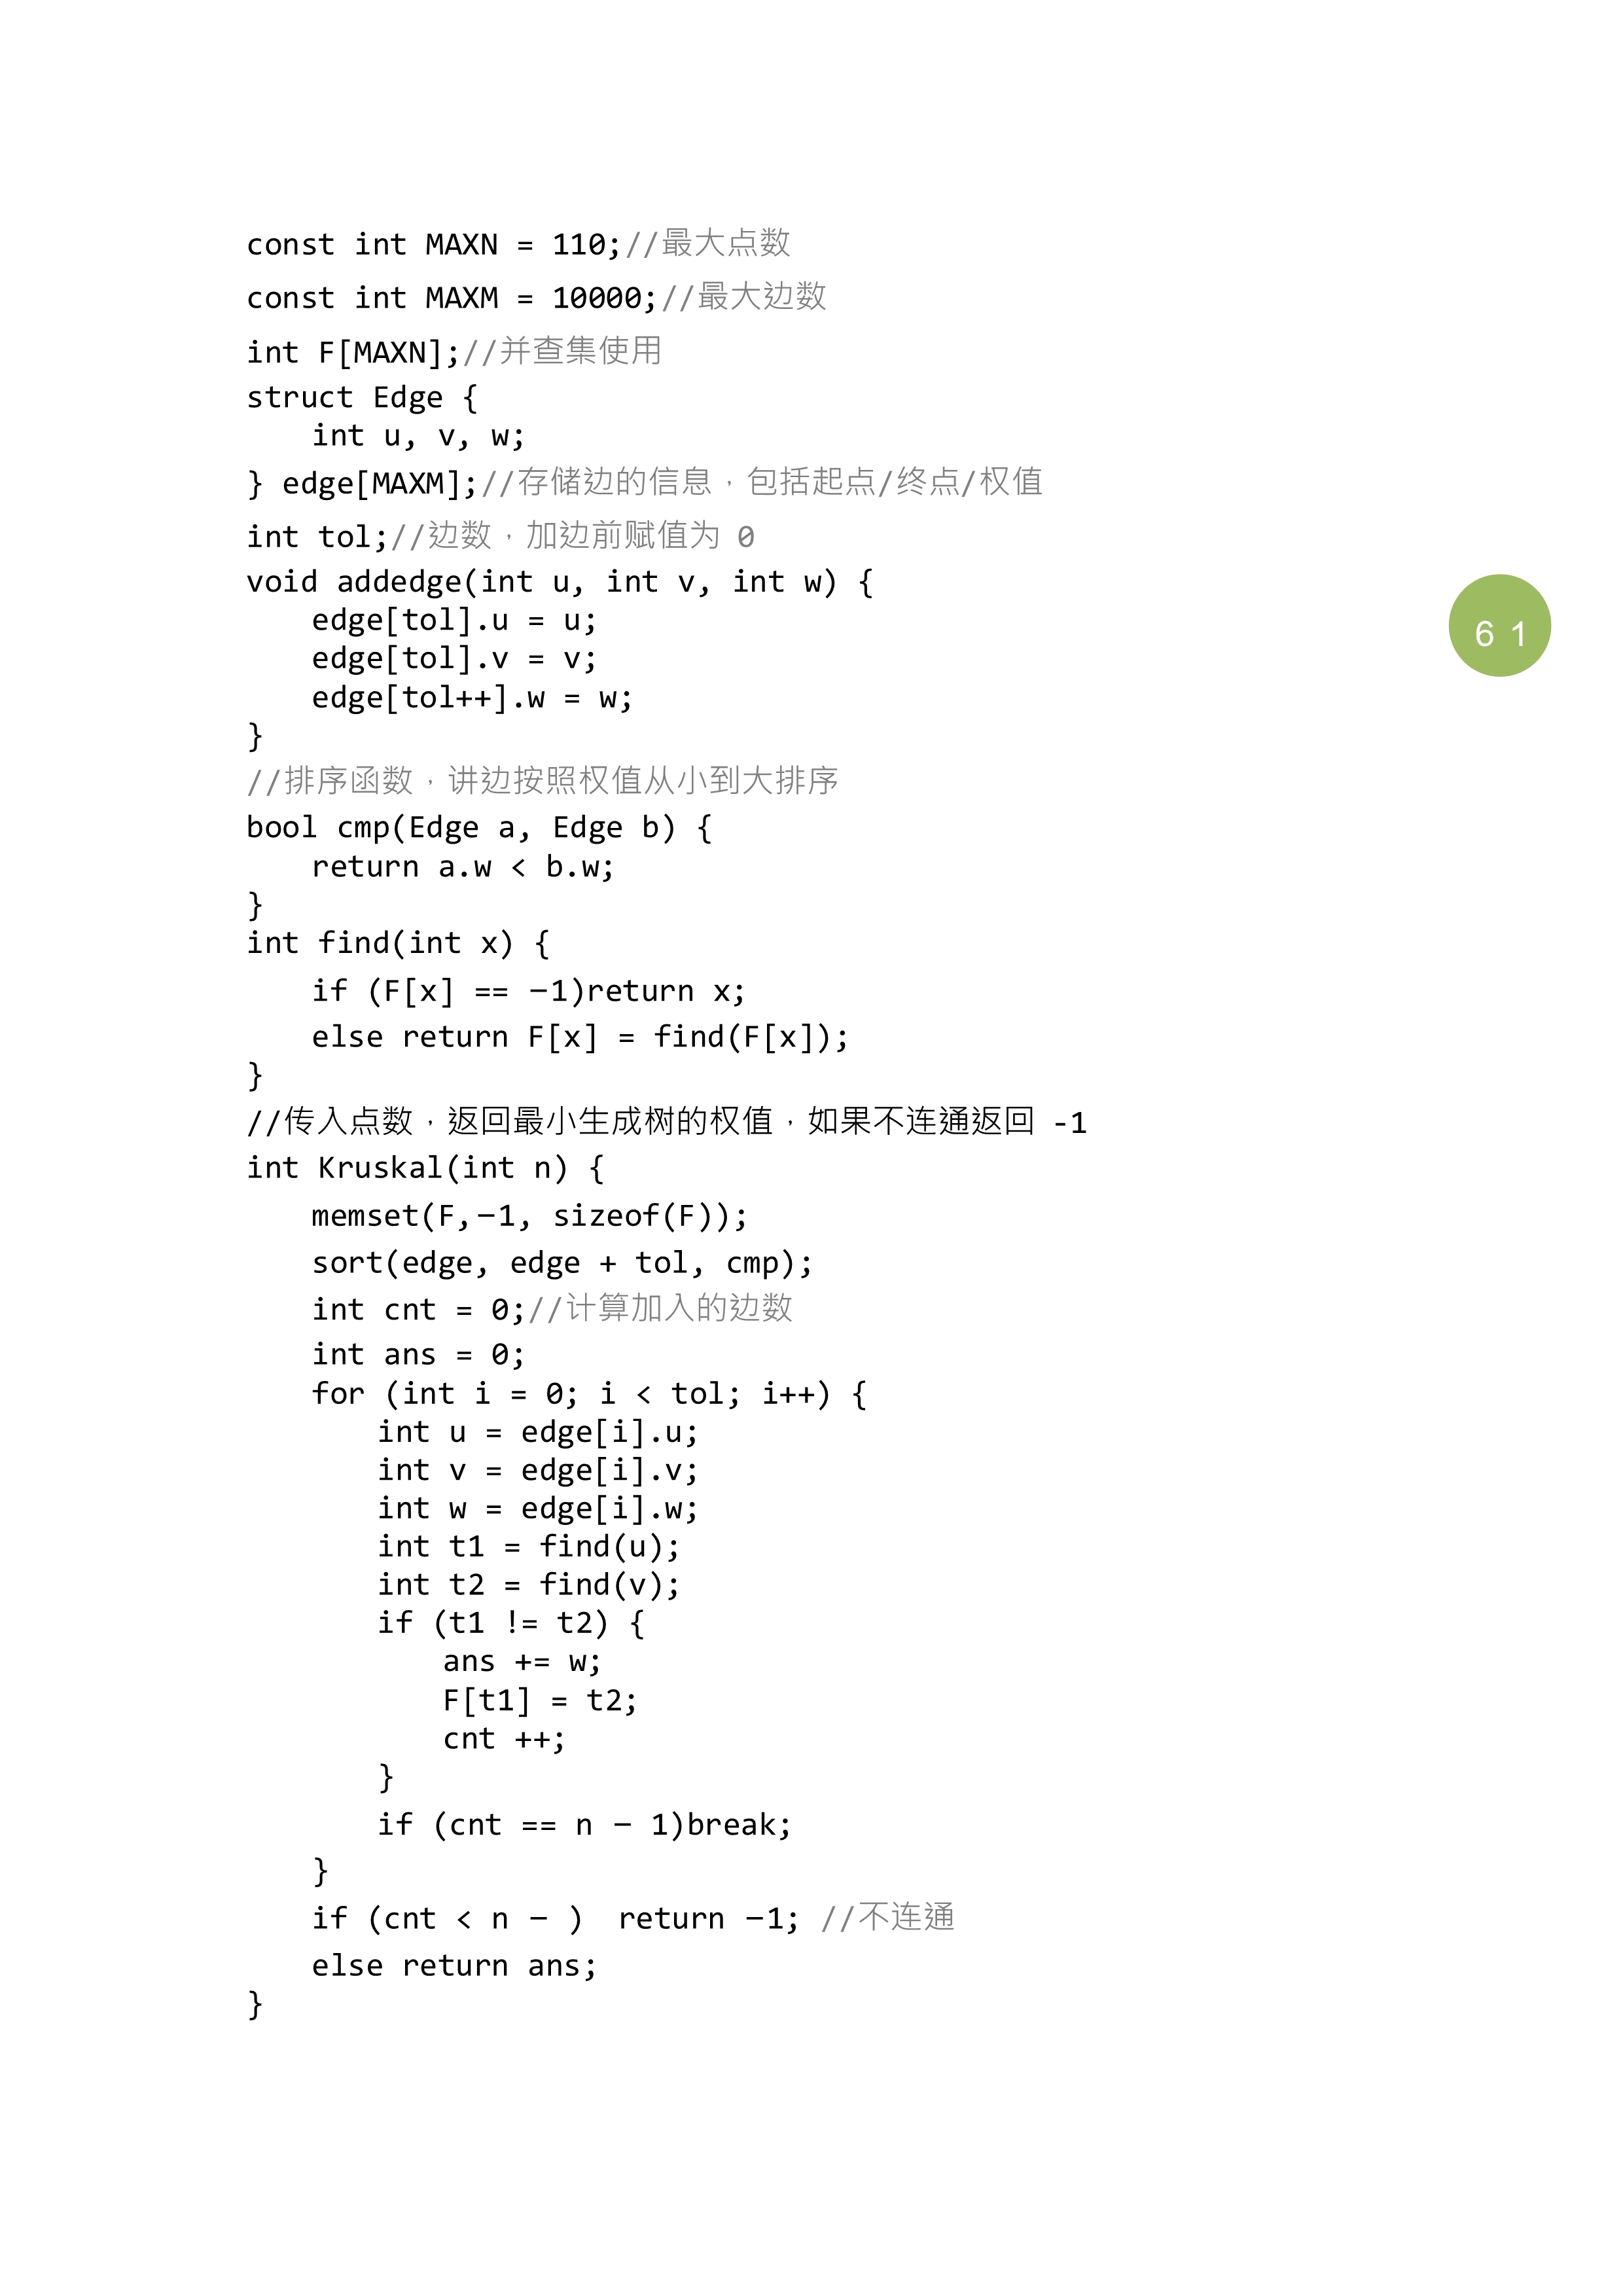 const int MAXN = 110;//最大点数
const int MAXM = 10000;//最大边数
int F[MAXN];//并查集使用
struct Edge {
    int u, v, w;
} edge[MAXM];//存储边的信息，包括起点/终点/权值
int tol;//边数，加边前赋值为 0
void addedge(int u, int v, int w) {
    edge[tol].u = u;
    edge[tol].v = v;
    edge[tol++].w = w;
}
//排序函数，讲边按照权值从小到大排序
bool cmp(Edge a, Edge b) {
    return a.w < b.w;
}
int find(int x) {
    if (F[x] == −1)return x;
    else return F[x] = find(F[x]);
}
//传入点数，返回最小生成树的权值，如果不连通返回 -1
int Kruskal(int n) {
    memset(F,−1, sizeof(F));
    sort(edge, edge + tol, cmp);
    int cnt = 0;//计算加入的边数
    int ans = 0;
    for (int i = 0; i < tol; i++) {
        int u = edge[i].u;
        int v = edge[i].v;
        int w = edge[i].w;
        int t1 = find(u);
        int t2 = find(v);
        if (t1 != t2) {
            ans += w;
            F[t1] = t2;
            cnt ++;
        }
        if (cnt == n − 1)break;
    }
    if (cnt < n − )  return −1; //不连通
    else return ans;
}
6 1